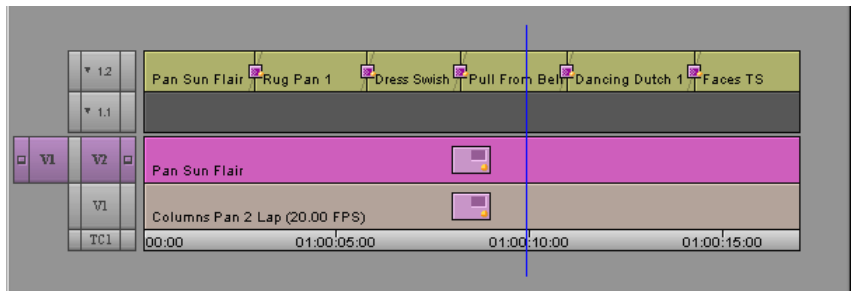 1.2 Pan Sun Flair Rug Pan 1 Dress Swish Pull From Bell Dancing Dutch 1 Faces TS
1.1
V1 V2 Pan Sun Flair
V1 Columns Pan 2 Lap (20.00 FPS)
TC1 00:00 01:00:05:00 01:00:10:00 01:00:15:00